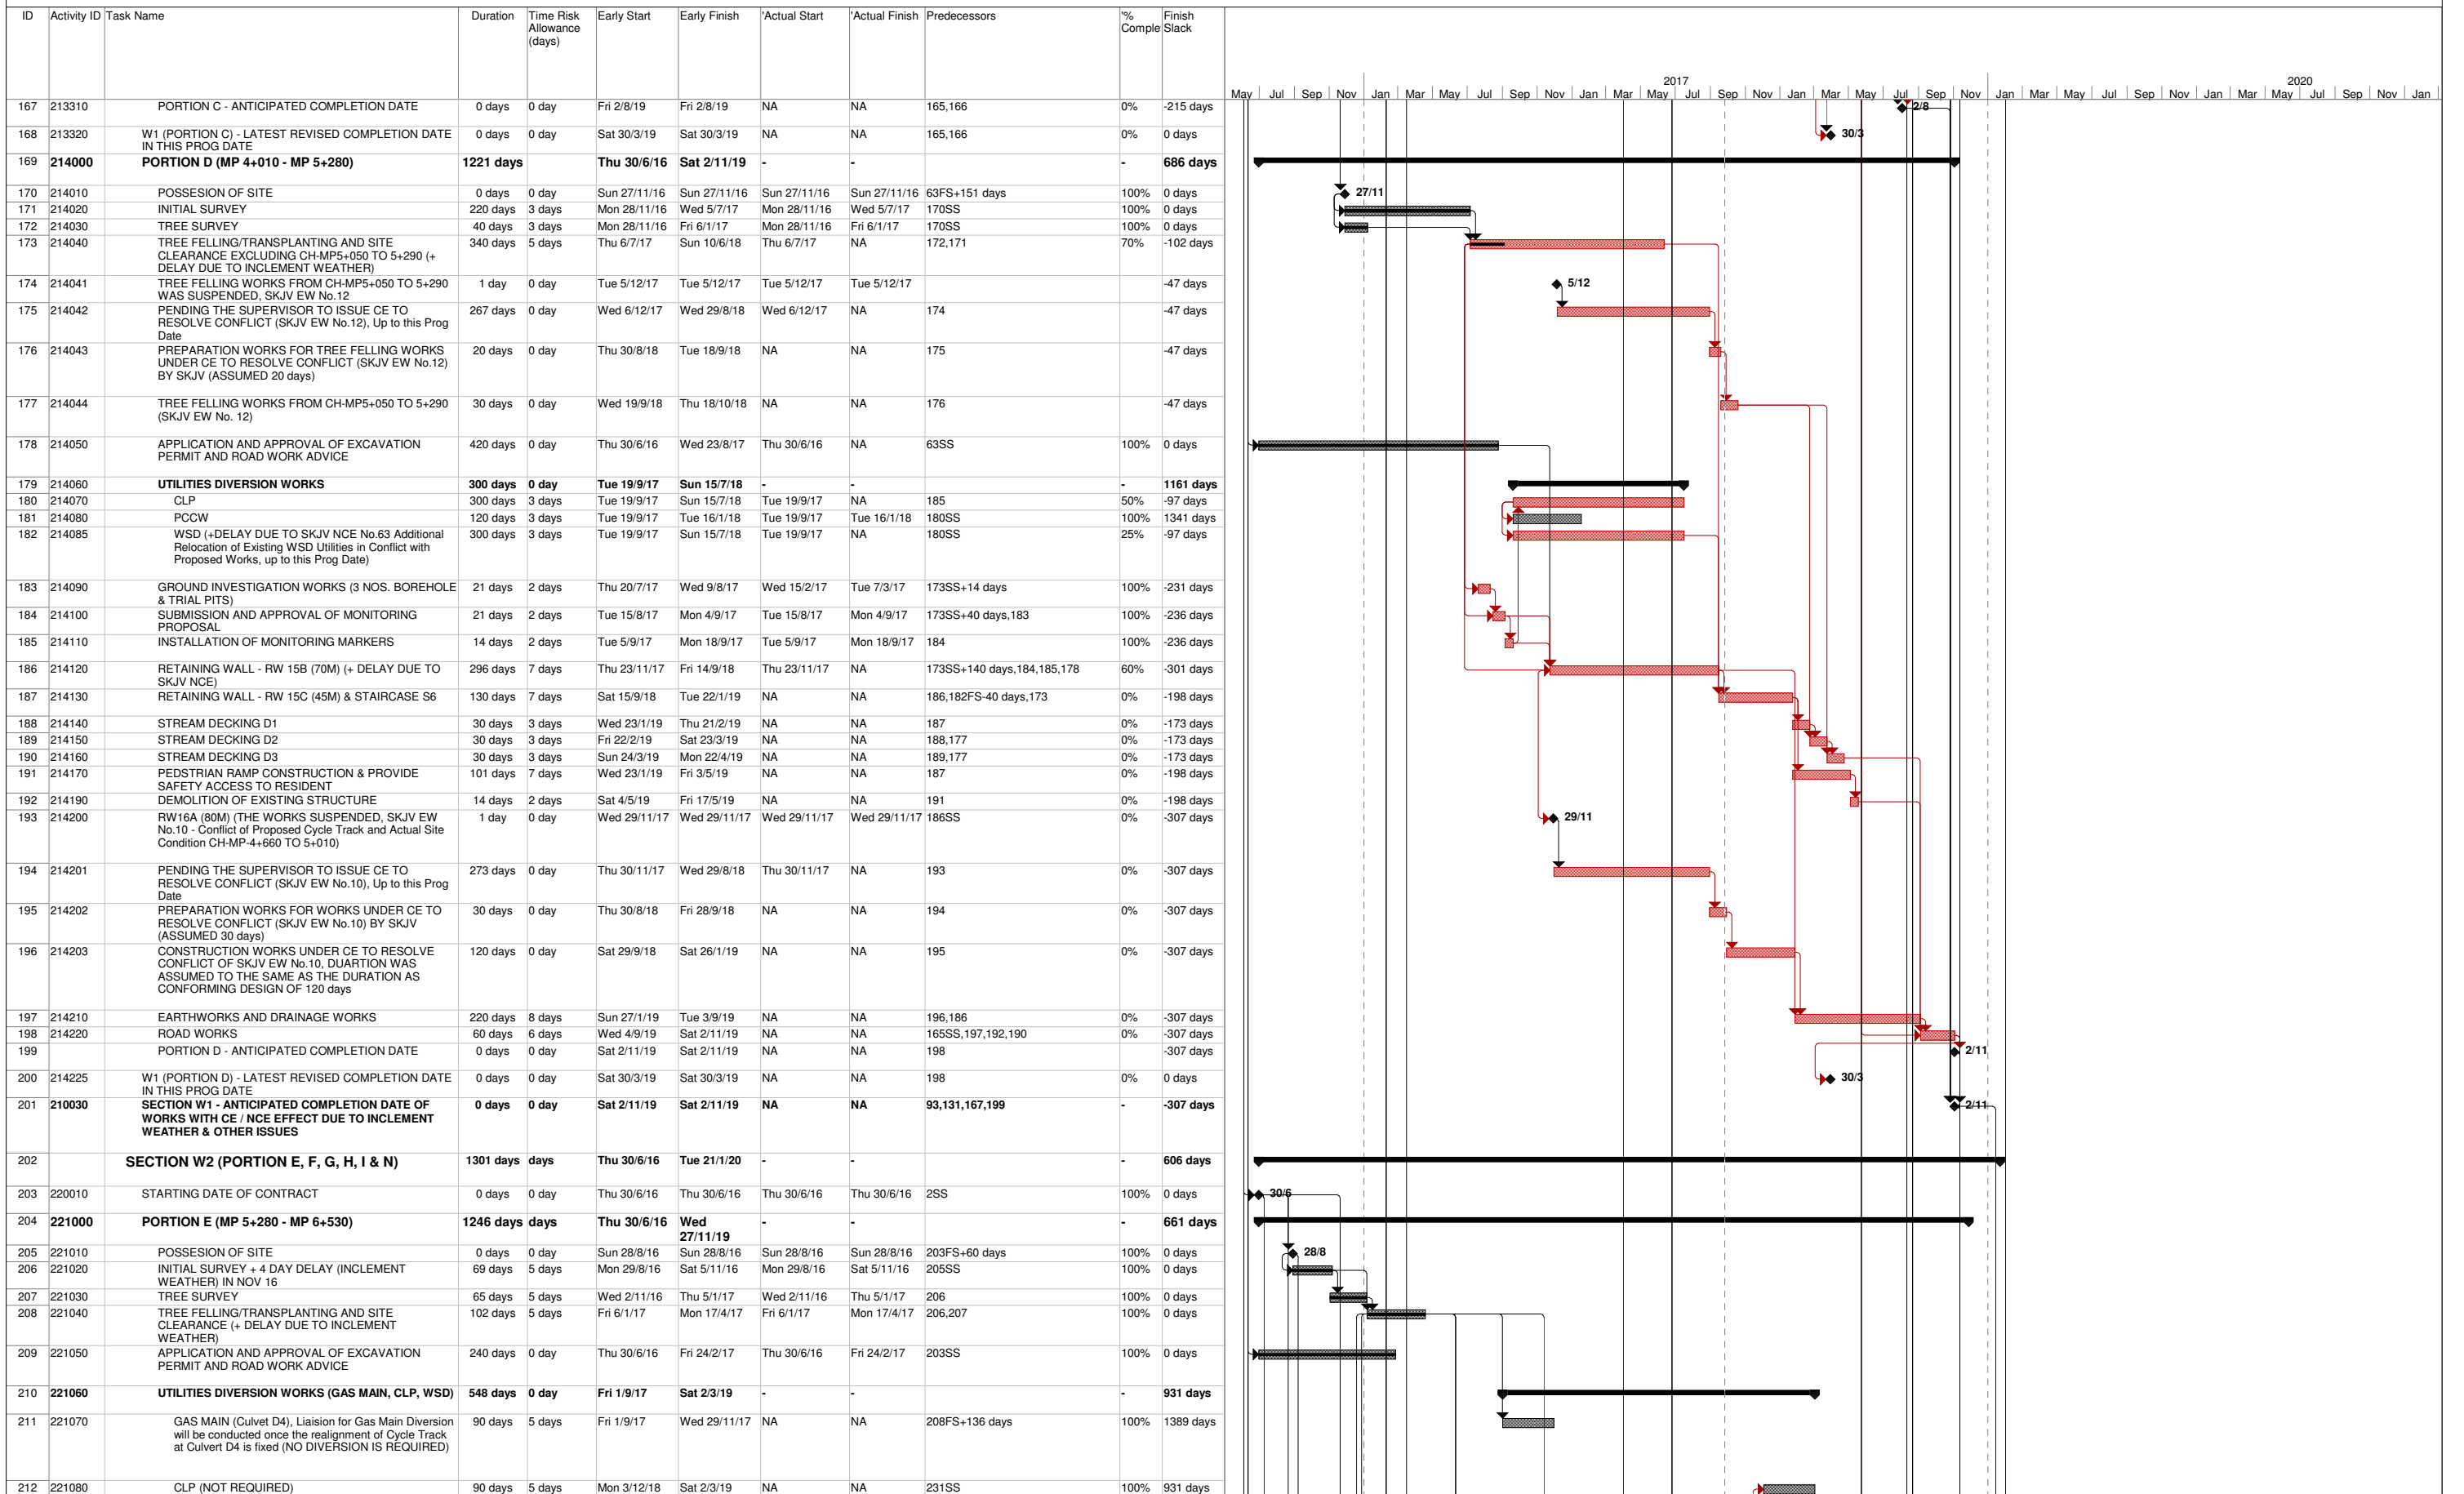 ID Activity ID Task Name Duration Time Risk Early Start Early Finish 'Actual Start 'Actual Finish Predecessors '% Finish
Allowance Comple Slack
(days)
2017 2020
May Jul Sep Nov Jan Mar May Jul Sep Nov Jan Mar May Jul Sep Nov Jan Mar May Jul Sep Nov Jan Mar May Jul Sep Nov Jan Mar May Jul Sep Nov Jan
167 213310 PORTION C - ANTICIPATED COMPLETION DATE 0 days 0 day Fri 2/8/19 Fri 2/8/19 NA NA 165,166 0% -215 days 2/8
168 213320 W1 (PORTION C) - LATEST REVISED COMPLETION DATE 0 days 0 day Sat 30/3/19 Sat 30/3/19 NA NA 165,166 0% 0 days 30/3
IN THIS PROG DATE
169 214000 PORTION D (MP 4+010 - MP 5+280) 1221 days Thu 30/6/16 Sat 2/11/19 - - - 686 days
170 214010 POSSESION OF SITE 0 days 0 day Sun 27/11/16 Sun 27/11/16 Sun 27/11/16 Sun 27/11/16 63FS+151 days 100% 0 days 27/11
171 214020 INITIAL SURVEY 220 days 3 days Mon 28/11/16 Wed 5/7/17 Mon 28/11/16 Wed 5/7/17 170SS 100% 0 days
172 214030 TREE SURVEY 40 days 3 days Mon 28/11/16 Fri 6/1/17 Mon 28/11/16 Fri 6/1/17 170SS 100% 0 days
173 214040 TREE FELLING/TRANSPLANTING AND SITE 340 days 5 days Thu 6/7/17 Sun 10/6/18 Thu 6/7/17 NA 172,171 70% -102 days
CLEARANCE EXCLUDING CH-MP5+050 TO 5+290 (+
DELAY DUE TO INCLEMENT WEATHER)
174 214041 TREE FELLING WORKS FROM CH-MP5+050 TO 5+290 1 day 0 day Tue 5/12/17 Tue 5/12/17 Tue 5/12/17 Tue 5/12/17 -47 days 5/12
WAS SUSPENDED, SKJV EW No.12
175 214042 PENDING THE SUPERVISOR TO ISSUE CE TO 267 days 0 day Wed 6/12/17 Wed 29/8/18 Wed 6/12/17 NA 174 -47 days
RESOLVE CONFLICT (SKJV EW No.12), Up to this Prog
Date
176 214043 PREPARATION WORKS FOR TREE FELLING WORKS 20 days 0 day Thu 30/8/18 Tue 18/9/18 NA NA 175 -47 days
UNDER CE TO RESOLVE CONFLICT (SKJV EW No.12)
BY SKJV (ASSUMED 20 days)
177 214044 TREE FELLING WORKS FROM CH-MP5+050 TO 5+290 30 days 0 day Wed 19/9/18 Thu 18/10/18 NA NA 176 -47 days
(SKJV EW No. 12)
178 214050 APPLICATION AND APPROVAL OF EXCAVATION 420 days 0 day Thu 30/6/16 Wed 23/8/17 Thu 30/6/16 NA 63SS 100% 0 days
PERMIT AND ROAD WORK ADVICE
179 214060 UTILITIES DIVERSION WORKS 300 days 0 day Tue 19/9/17 Sun 15/7/18 - - - 1161 days
180 214070 CLP 300 days 3 days Tue 19/9/17 Sun 15/7/18 Tue 19/9/17 NA 185 50% -97 days
181 214080 PCCW 120 days 3 days Tue 19/9/17 Tue 16/1/18 Tue 19/9/17 Tue 16/1/18 180SS 100% 1341 days
182 214085 WSD (+DELAY DUE TO SKJV NCE No.63 Additional 300 days 3 days Tue 19/9/17 Sun 15/7/18 Tue 19/9/17 NA 180SS 25% -97 days
Relocation of Existing WSD Utilities in Conflict with
Proposed Works, up to this Prog Date)
183 214090 GROUND INVESTIGATION WORKS (3 NOS. BOREHOLE 21 days 2 days Thu 20/7/17 Wed 9/8/17 Wed 15/2/17 Tue 7/3/17 173SS+14 days 100% -231 days
& TRIAL PITS)
184 214100 SUBMISSION AND APPROVAL OF MONITORING 21 days 2 days Tue 15/8/17 Mon 4/9/17 Tue 15/8/17 Mon 4/9/17 173SS+40 days,183 100% -236 days
PROPOSAL
185 214110 INSTALLATION OF MONITORING MARKERS 14 days 2 days Tue 5/9/17 Mon 18/9/17 Tue 5/9/17 Mon 18/9/17 184 100% -236 days
186 214120 RETAINING WALL - RW 15B (70M) (+ DELAY DUE TO 296 days 7 days Thu 23/11/17 Fri 14/9/18 Thu 23/11/17 NA 173SS+140 days,184,185,178 60% -301 days
SKJV NCE)
187 214130 RETAINING WALL - RW 15C (45M) & STAIRCASE S6 130 days 7 days Sat 15/9/18 Tue 22/1/19 NA NA 186,182FS-40 days,173 0% -198 days
188 214140 STREAM DECKING D1 30 days 3 days Wed 23/1/19 Thu 21/2/19 NA NA 187 0% -173 days
189 214150 STREAM DECKING D2 30 days 3 days Fri 22/2/19 Sat 23/3/19 NA NA 188,177 0% -173 days
190 214160 STREAM DECKING D3 30 days 3 days Sun 24/3/19 Mon 22/4/19 NA NA 189,177 0% -173 days
191 214170 PEDSTRIAN RAMP CONSTRUCTION & PROVIDE 101 days 7 days Wed 23/1/19 Fri 3/5/19 NA NA 187 0% -198 days
SAFETY ACCESS TO RESIDENT
192 214190 DEMOLITION OF EXISTING STRUCTURE 14 days 2 days Sat 4/5/19 Fri 17/5/19 NA NA 191 0% -198 days
193 214200 RW16A (80M) (THE WORKS SUSPENDED, SKJV EW 1 day 0 day Wed 29/11/17 Wed 29/11/17 Wed 29/11/17 Wed 29/11/17 186SS 0% -307 days 29/11
No.10 - Conflict of Proposed Cycle Track and Actual Site
Condition CH-MP-4+660 TO 5+010)
194 214201 PENDING THE SUPERVISOR TO ISSUE CE TO 273 days 0 day Thu 30/11/17 Wed 29/8/18 Thu 30/11/17 NA 193 0% -307 days
RESOLVE CONFLICT (SKJV EW No.10), Up to this Prog
Date
195 214202 PREPARATION WORKS FOR WORKS UNDER CE TO 30 days 0 day Thu 30/8/18 Fri 28/9/18 NA NA 194 0% -307 days
RESOLVE CONFLICT (SKJV EW No.10) BY SKJV
(ASSUMED 30 days)
196 214203 CONSTRUCTION WORKS UNDER CE TO RESOLVE 120 days 0 day Sat 29/9/18 Sat 26/1/19 NA NA 195 0% -307 days
CONFLICT OF SKJV EW No.10, DUARTION WAS
ASSUMED TO THE SAME AS THE DURATION AS
CONFORMING DESIGN OF 120 days
197 214210 EARTHWORKS AND DRAINAGE WORKS 220 days 8 days Sun 27/1/19 Tue 3/9/19 NA NA 196,186 0% -307 days
198 214220 ROAD WORKS 60 days 6 days Wed 4/9/19 Sat 2/11/19 NA NA 165SS,197,192,190 0% -307 days
199 PORTION D - ANTICIPATED COMPLETION DATE 0 days 0 day Sat 2/11/19 Sat 2/11/19 NA NA 198 -307 days 2/11
200 214225 W1 (PORTION D) - LATEST REVISED COMPLETION DATE 0 days 0 day Sat 30/3/19 Sat 30/3/19 NA NA 198 0% 0 days 30/3
IN THIS PROG DATE
201 210030 SECTION W1 - ANTICIPATED COMPLETION DATE OF 0 days 0 day Sat 2/11/19 Sat 2/11/19 NA NA 93,131,167,199 - -307 days 2/11
WORKS WITH CE / NCE EFFECT DUE TO INCLEMENT
WEATHER & OTHER ISSUES
202 SECTION W2 (PORTION E, F, G, H, I & N) 1301 days days Thu 30/6/16 Tue 21/1/20 - - - 606 days
203 220010 STARTING DATE OF CONTRACT 0 days 0 day Thu 30/6/16 Thu 30/6/16 Thu 30/6/16 Thu 30/6/16 2SS 100% 0 days 30/6
204 221000 PORTION E (MP 5+280 - MP 6+530) 1246 days days Thu 30/6/16 Wed - - - 661 days
27/11/19
205 221010 POSSESION OF SITE 0 days 0 day Sun 28/8/16 Sun 28/8/16 Sun 28/8/16 Sun 28/8/16 203FS+60 days 100% 0 days 28/8
206 221020 INITIAL SURVEY + 4 DAY DELAY (INCLEMENT 69 days 5 days Mon 29/8/16 Sat 5/11/16 Mon 29/8/16 Sat 5/11/16 205SS 100% 0 days
WEATHER) IN NOV 16
207 221030 TREE SURVEY 65 days 5 days Wed 2/11/16 Thu 5/1/17 Wed 2/11/16 Thu 5/1/17 206 100% 0 days
208 221040 TREE FELLING/TRANSPLANTING AND SITE 102 days 5 days Fri 6/1/17 Mon 17/4/17 Fri 6/1/17 Mon 17/4/17 206,207 100% 0 days
CLEARANCE (+ DELAY DUE TO INCLEMENT
WEATHER)
209 221050 APPLICATION AND APPROVAL OF EXCAVATION 240 days 0 day Thu 30/6/16 Fri 24/2/17 Thu 30/6/16 Fri 24/2/17 203SS 100% 0 days
PERMIT AND ROAD WORK ADVICE
210 221060 UTILITIES DIVERSION WORKS (GAS MAIN, CLP, WSD) 548 days 0 day Fri 1/9/17 Sat 2/3/19 - - - 931 days
211 221070 GAS MAIN (Culvet D4), Liaision for Gas Main Diversion 90 days 5 days Fri 1/9/17 Wed 29/11/17 NA NA 208FS+136 days 100% 1389 days
will be conducted once the realignment of Cycle Track
at Culvert D4 is fixed (NO DIVERSION IS REQUIRED)
212 221080 CLP (NOT REQUIRED) 90 days 5 days Mon 3/12/18 Sat 2/3/19 NA NA 231SS 100% 931 days